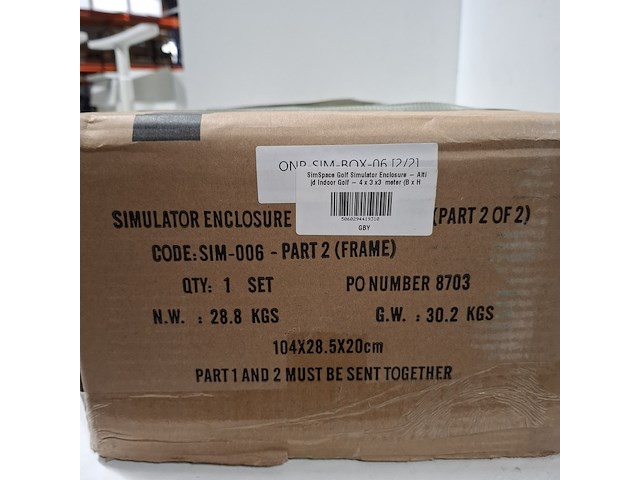 ONP-SIM-BOX-06 [2/2]
SimSpace Golf Simulator Enclosure – Alti
jd Indoor Golf – 4 x 3 x3 meter (B x H
GBY
SIMULATOR ENCLOSURE (PART 2 OF 2)
CODE:SIM-006 - PART 2 (FRAME)
QTY: 1 SET PO NUMBER 8703
N.W. : 28.8 KGS G.W. : 30.2 KGS
104X28.5X20cm
PART 1 AND 2 MUST BE SENT TOGETHER